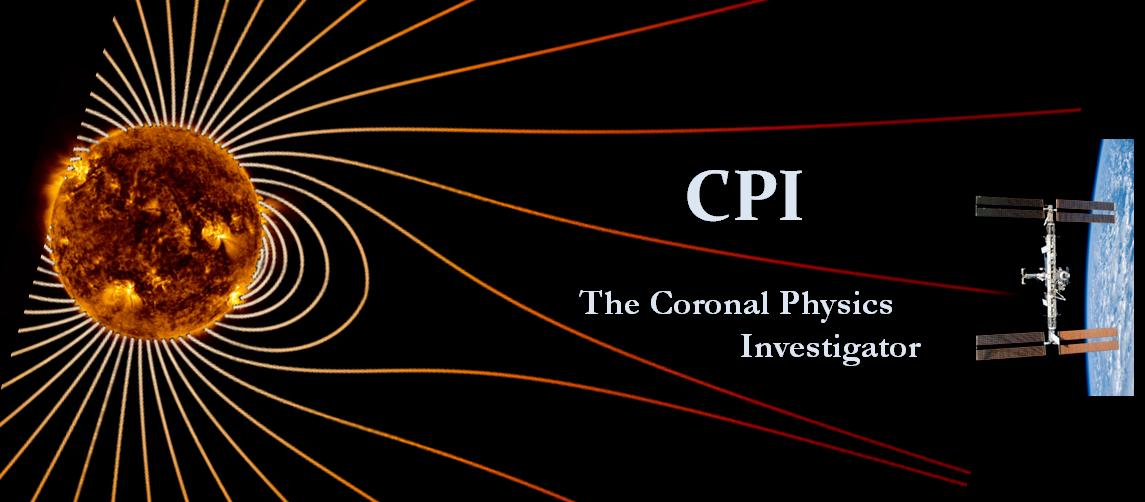 CPI
The Coronal Physics
Investigator